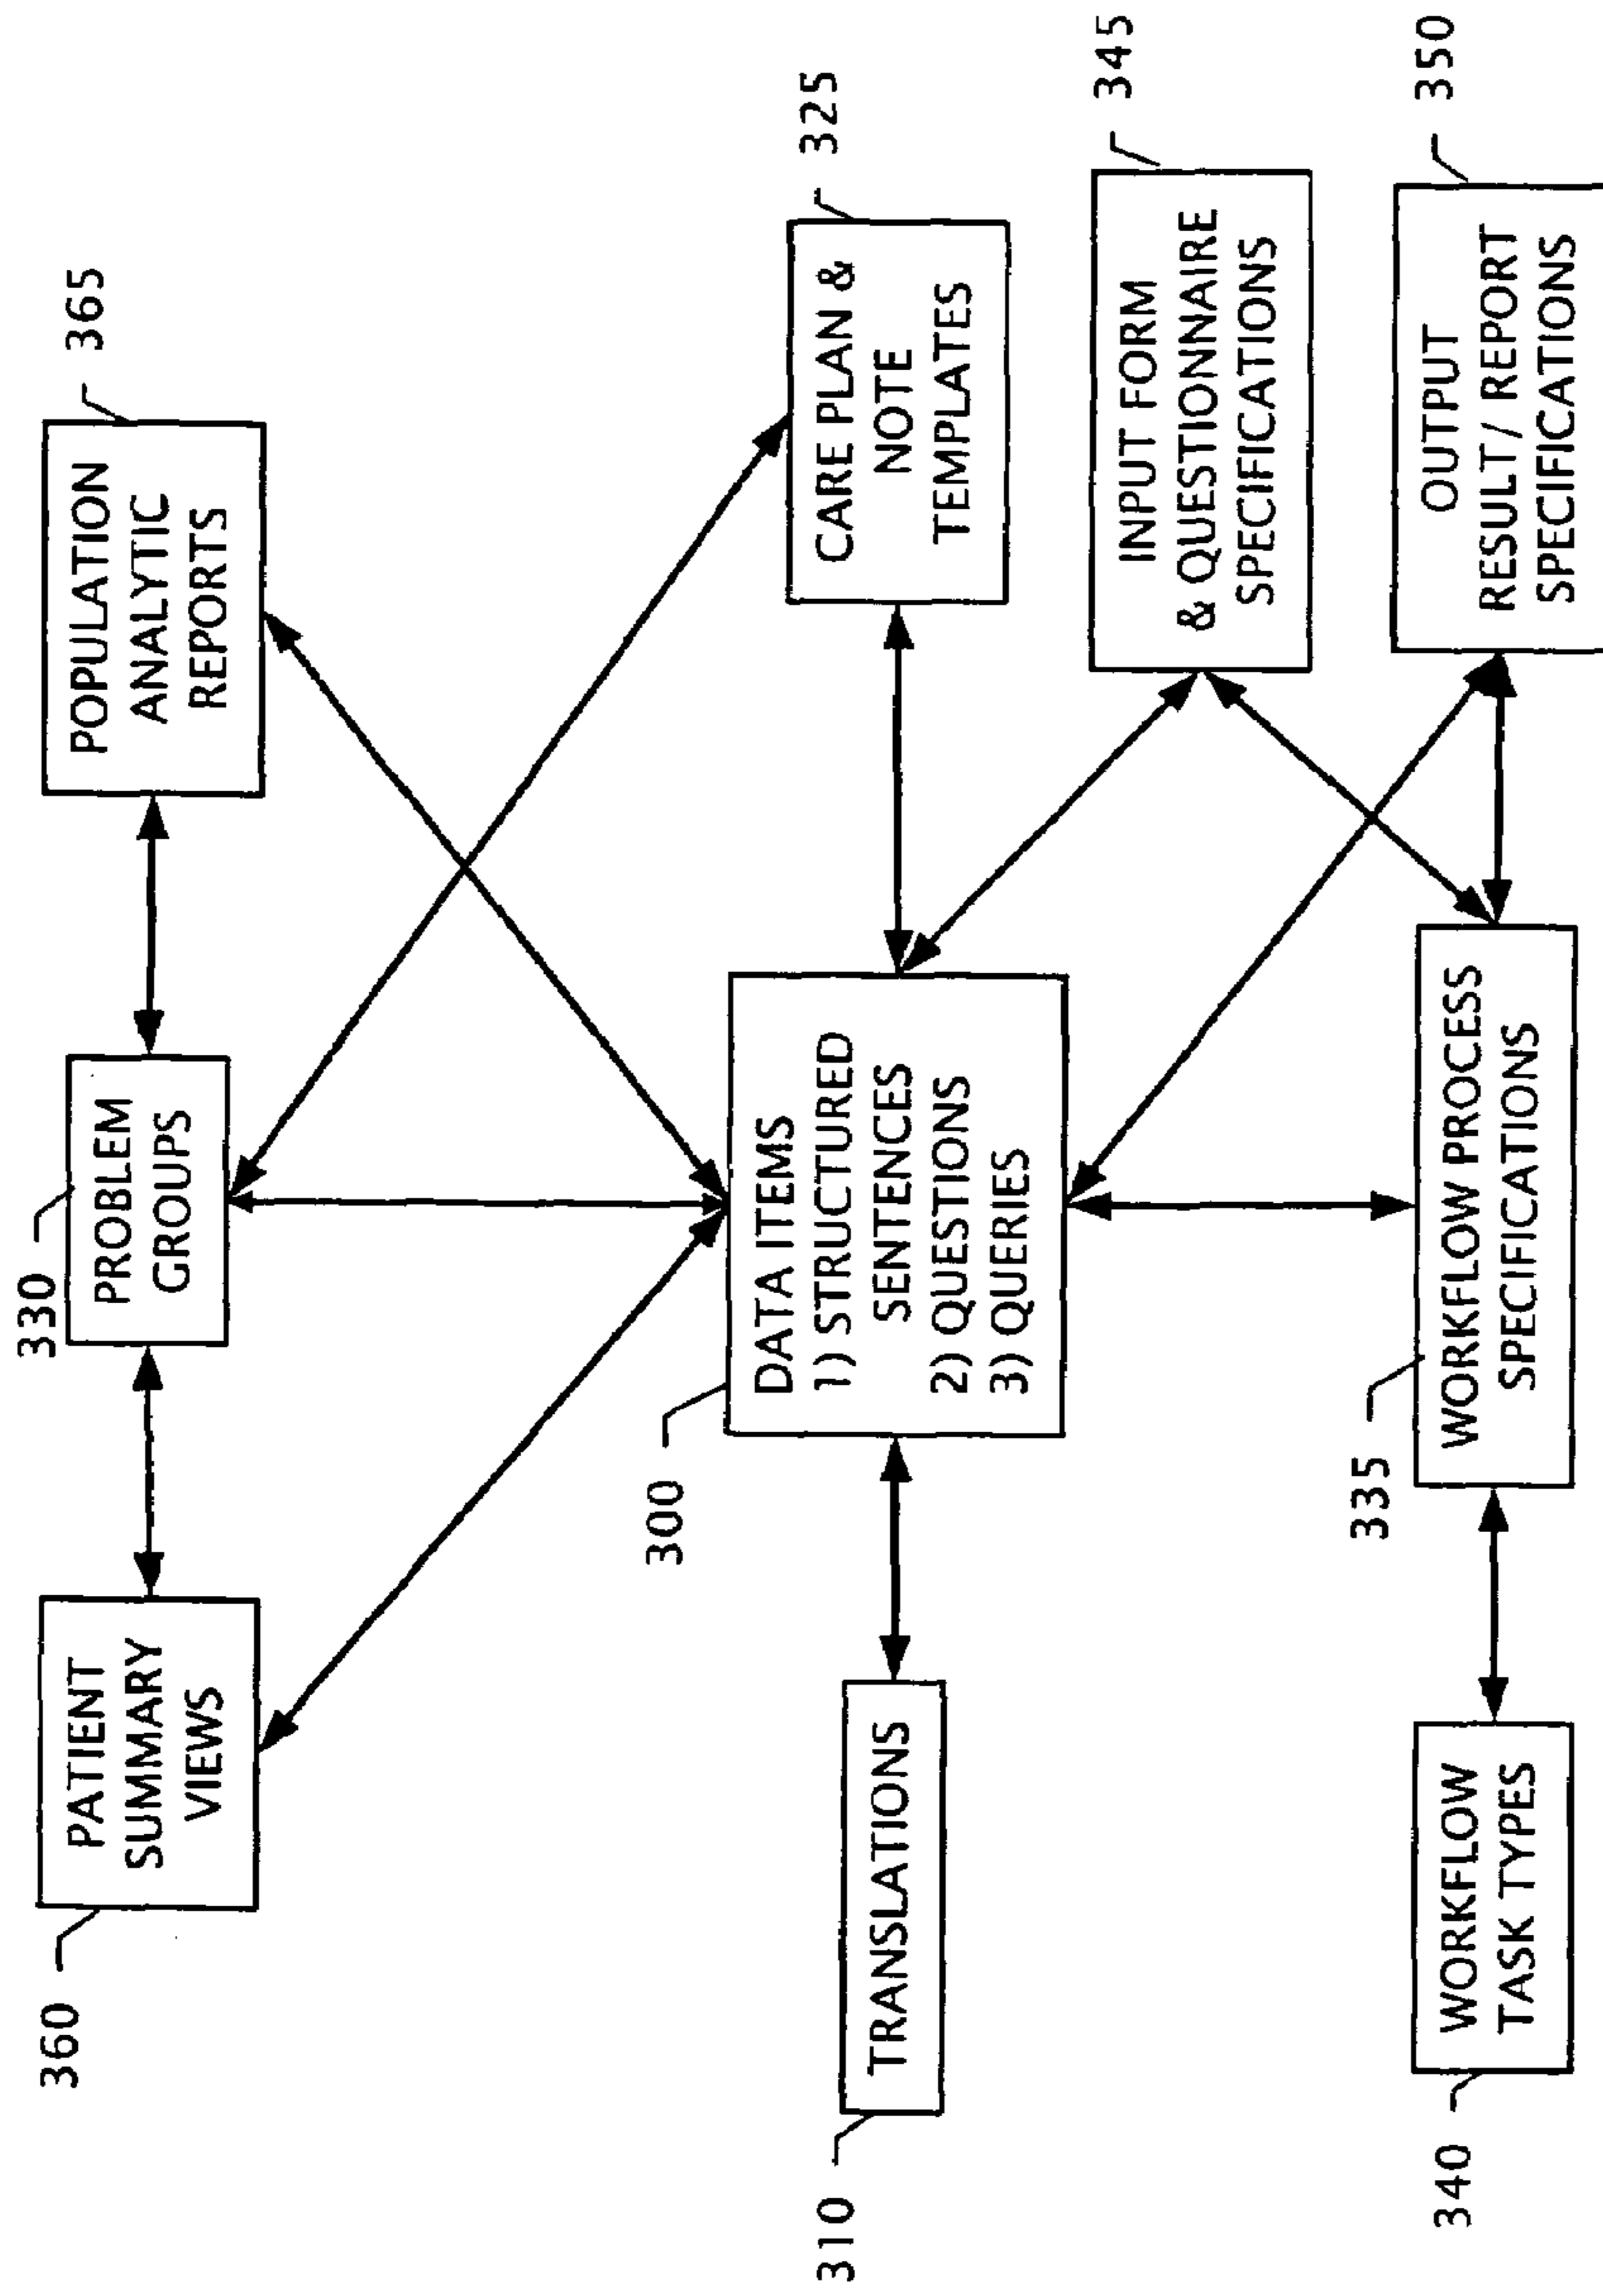 360
PATIENT
SUMMARY
VIEWS
330
PROBLEM
GROUPS
365
POPULATION
ANALYTIC
REPORTS
310
TRANSLATIONS
300
DATA ITEMS
1) STRUCTURED
SENTENCES
2) QUESTIONS
3) QUERIES
325
CARE PLAN &
NOTE
TEMPLATES
345
INPUT FORM
& QUESTIONNAIRE
SPECIFICATIONS
340
WORKFLOW
TASK TYPES
335
WORKFLOW PROCESS
SPECIFICATIONS
350
OUTPUT
RESULT/REPORT
SPECIFICATIONS